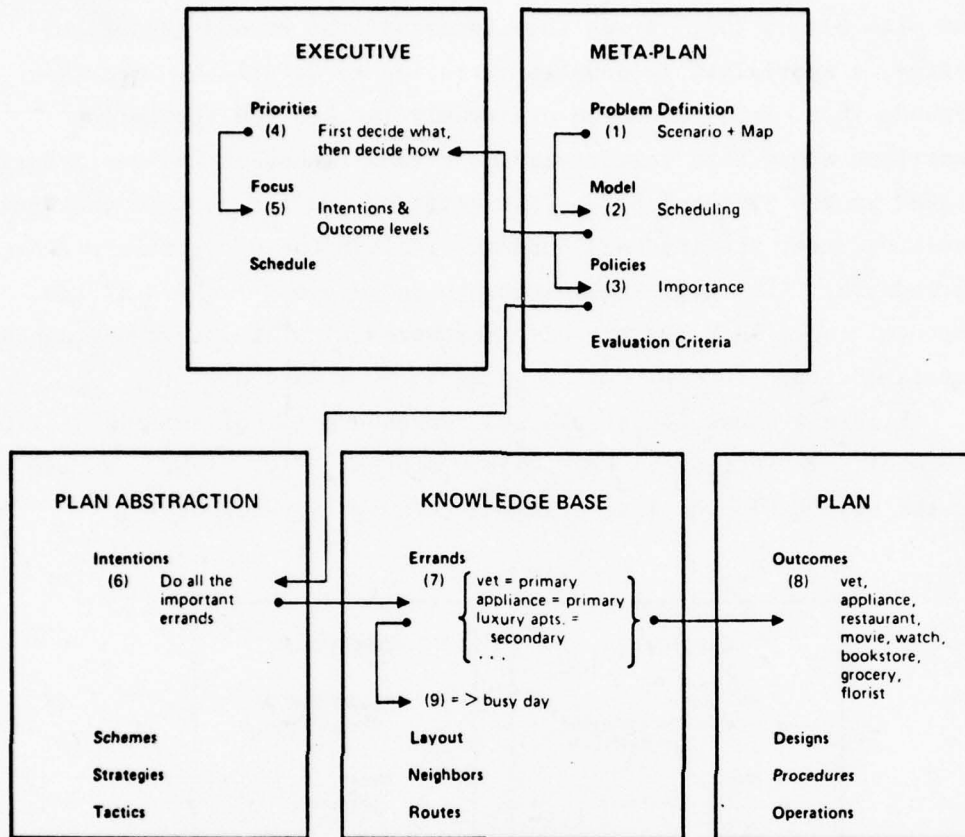 EXECUTIVE
Priorities
(4) First decide what,
then decide how
Focus
(5) Intentions &
Outcome levels
Schedule
META-PLAN
Problem Definition
(1) Scenario + Map
Model
(2) Scheduling
Policies
(3) Importance
Evaluation Criteria
PLAN ABSTRACTION
Intentions
(6) Do all the
important
errands
Schemes
Strategies
Tactics
KNOWLEDGE BASE
Errands
(7) vet = primary
appliance = primary
luxury apts. =
secondary
. . .
(9) = > busy day
Layout
Neighbors
Routes
PLAN
Outcomes
(8) vet,
appliance,
restaurant,
movie, watch,
bookstore,
grocery,
florist
Designs
Procedures
Operations